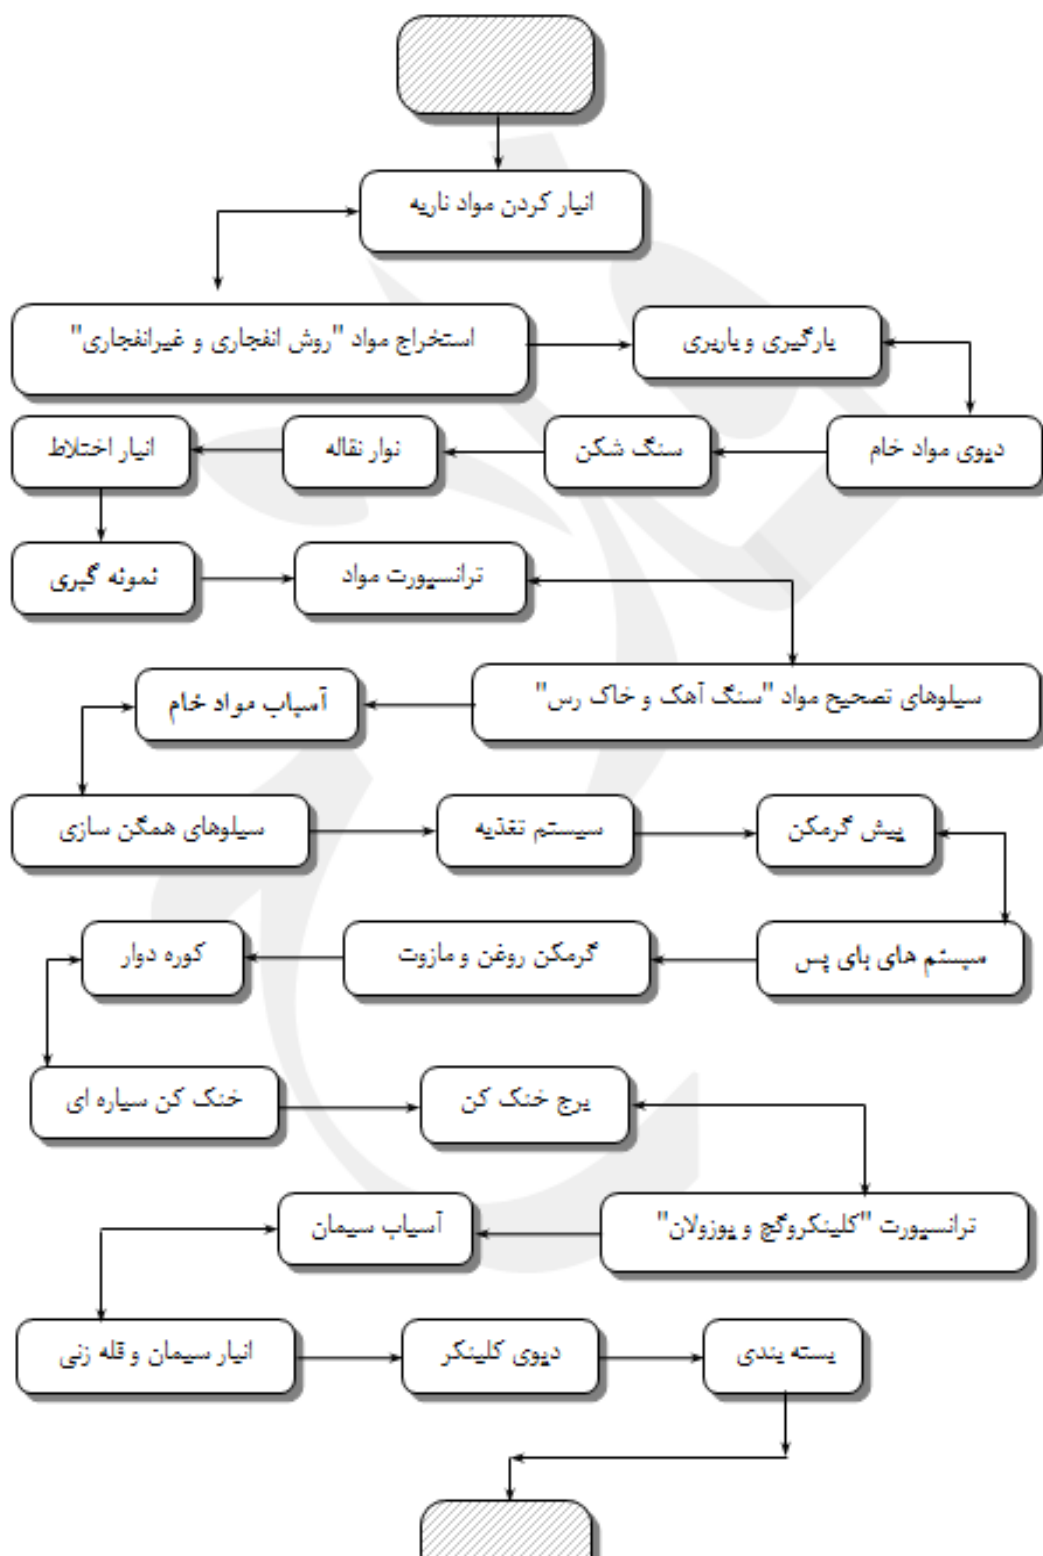 انبار کردن مواد ناریه
استخراج مواد "روش انفجاری و غیرانفجاری"
بارگیری و باربری
دپوی مواد خام
سنگ شکن
نوار نقاله
انبار اختلاط
نمونه گیری
ترانسپورت مواد
سیلوهای تصحیح مواد "سنگ آهک و خاک رس"
آسیاب مواد خام
سیلوهای همگن سازی
سیستم تغذیه
پیش گرمکن
سیستم های بای پس
گرمکن روغن و مازوت
کوره دوار
خنک کن سیاره ای
برج خنک کن
ترانسپورت "کلینکروگچ و پوزولان"
آسیاب سیمان
انبار سیمان و قله زنی
دپوی کلینکر
بسته بندی